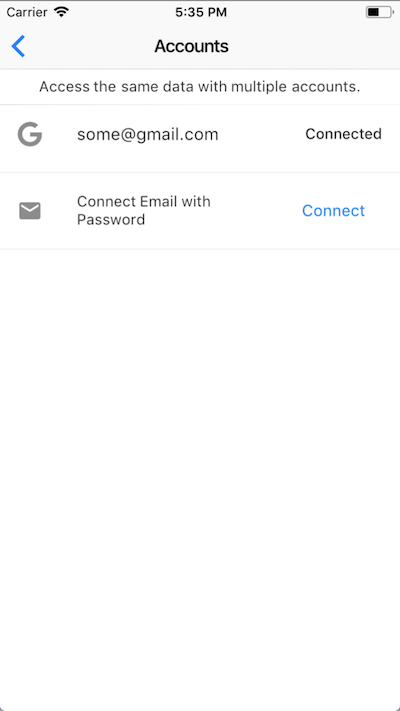 Carrier 5:35 PM
Accounts
Access the same data with multiple accounts.
some@gmail.com Connected
Connect Email with
Password
Connect